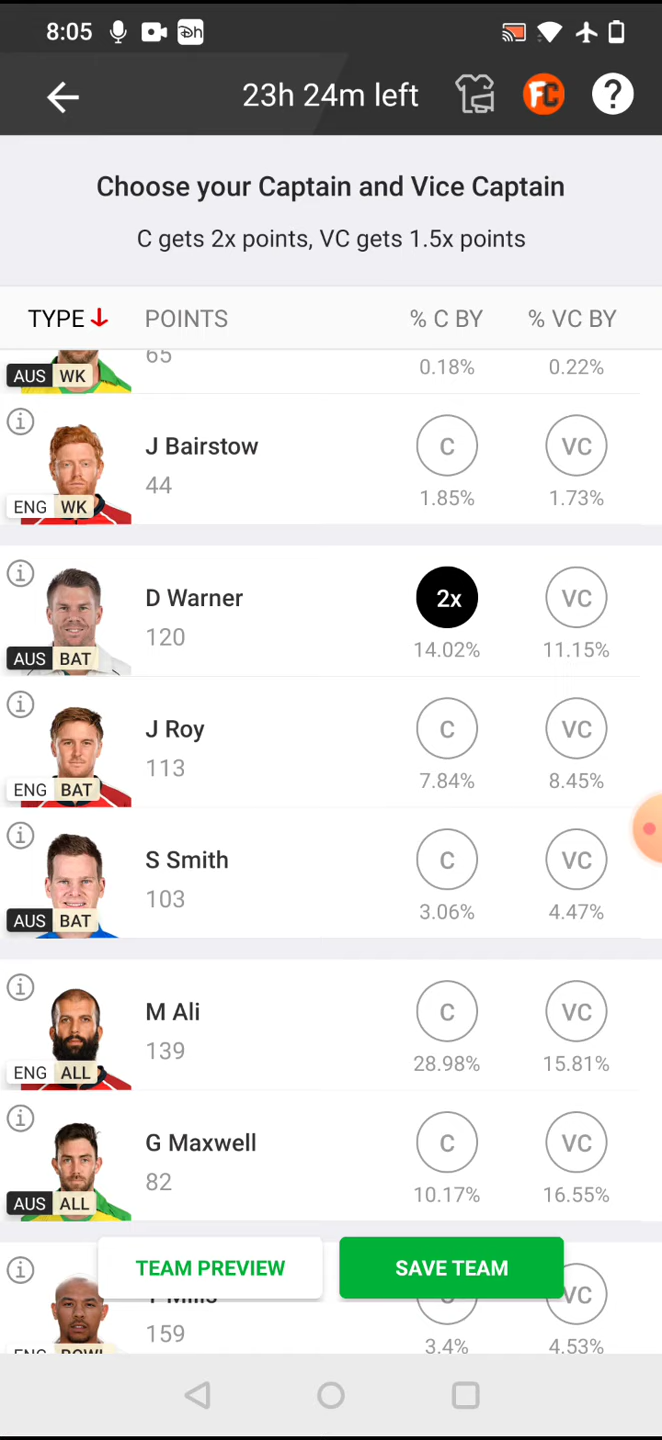 8:05 Dh
23h 24m left FC ?
Choose your Captain and Vice Captain
C gets 2x points, VC gets 1.5x points
TYPE POINTS % C BY % VC BY
65 0.18% 0.22%
AUS WK
i
J Bairstow C VC
44 1.85% 1.73%
ENG WK
i
D Warner 2x VC
120 14.02% 11.15%
AUS BAT
i
J Roy C VC
113 7.84% 8.45%
ENG BAT
i
S Smith C VC
103 3.06% 4.47%
AUS BAT
i
M Ali C VC
139 28.98% 15.81%
ENG ALL
i
G Maxwell C VC
82 10.17% 16.55%
AUS ALL
i
TEAM PREVIEW SAVE TEAM
Mills VC
159 3.4% 4.53%
ENG BOWL